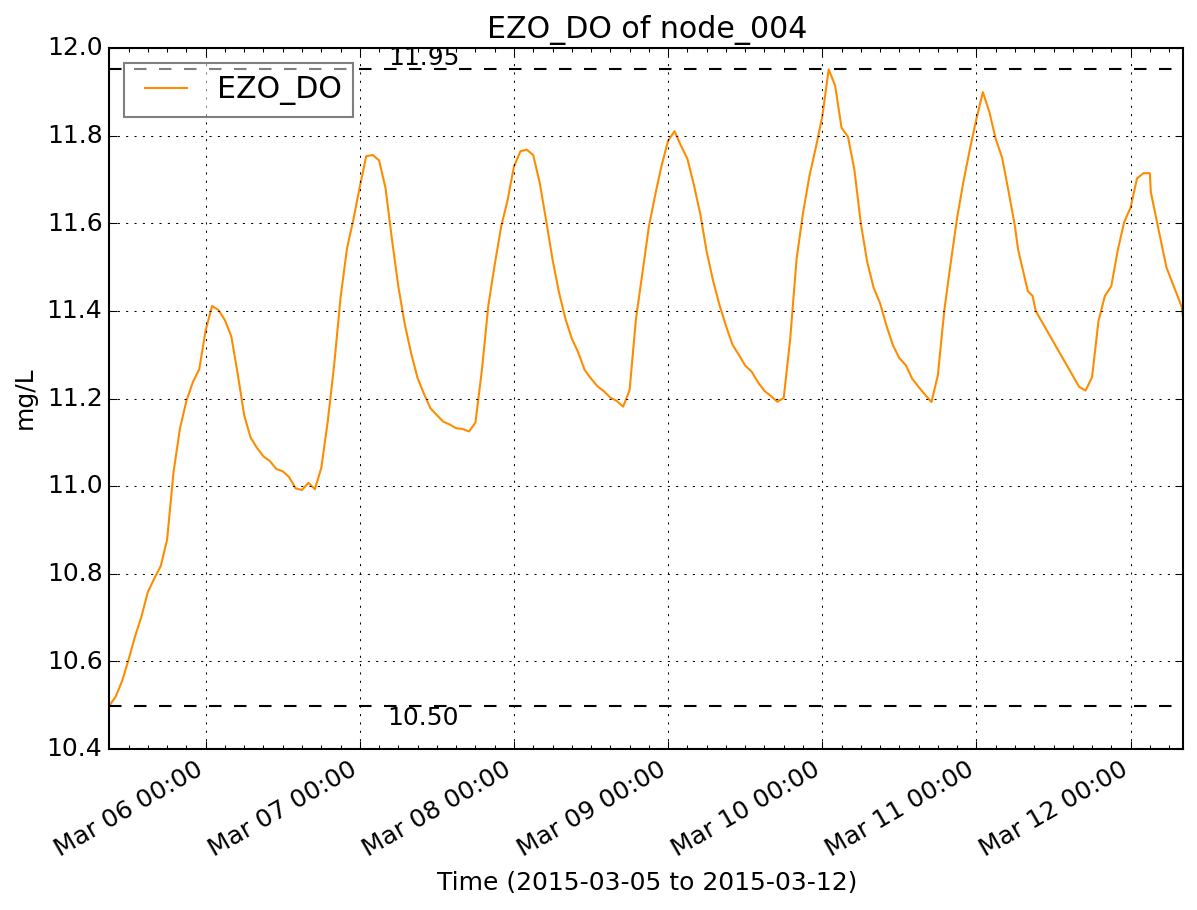 EZO_DO of node_004
12.0
11.95
EZO_DO
11.8
11.6
11.4
mg/L
11.2
11.0
10.8
10.6
10.50
10.4
Mar 06 00:00
Mar 07 00:00
Mar 08 00:00
Mar 09 00:00
Mar 10 00:00
Mar 11 00:00
Mar 12 00:00
Time (2015-03-05 to 2015-03-12)